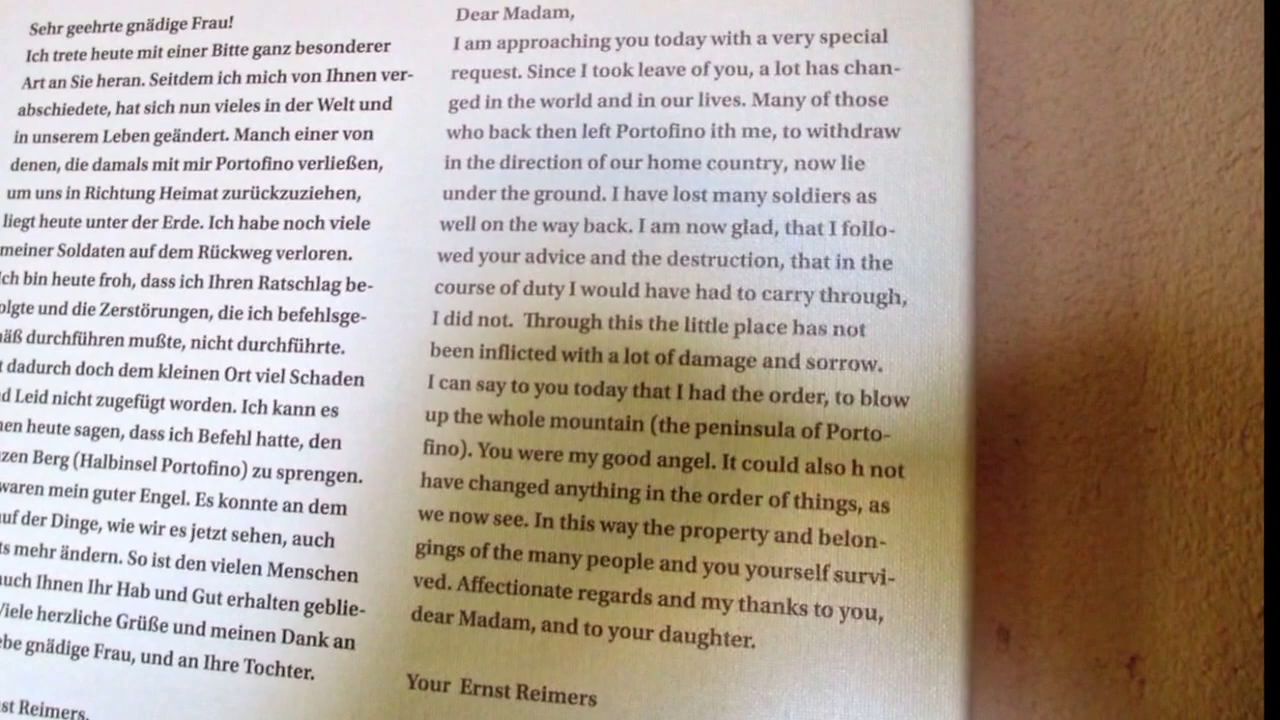 Sehr geehrte gnädige Frau!
Ich trete heute mit einer Bitte ganz besonderer
Art an Sie heran. Seitdem ich mich von Ihnen ver-
abschiedete, hat sich nun vieles in der Welt und
in unserem Leben geändert. Manch einer von
denen, die damals mit mir Portofino verließen,
um uns in Richtung Heimat zurückzuziehen,
liegt heute unter der Erde. Ich habe noch viele
meiner Soldaten auf dem Rückweg verloren.
ch bin heute froh, dass ich Ihren Ratschlag be-
olgte und die Zerstörungen, die ich befehlsge-
äß durchführen mußte, nicht durchführte.
t dadurch doch dem kleinen Ort viel Schaden
d Leid nicht zugefügt worden. Ich kann es
nen heute sagen, dass ich Befehl hatte, den
zen Berg (Halbinsel Portofino) zu sprengen.
waren mein guter Engel. Es konnte an dem
uf der Dinge, wie wir es jetzt sehen, auch
ts mehr ändern. So ist den vielen Menschen
uch Ihnen Ihr Hab und Gut erhalten geblie-
Viele herzliche Grüße und meinen Dank an
be gnädige Frau, und an Ihre Tochter.
st Reimers.
Dear Madam,
I am approaching you today with a very special
request. Since I took leave of you, a lot has chan-
ged in the world and in our lives. Many of those
who back then left Portofino ith me, to withdraw
in the direction of our home country, now lie
under the ground. I have lost many soldiers as
well on the way back. I am now glad, that I follo-
wed your advice and the destruction, that in the
course of duty I would have had to carry through,
I did not. Through this the little place has not
been inflicted with a lot of damage and sorrow.
I can say to you today that I had the order, to blow
up the whole mountain (the peninsula of Porto-
fino). You were my good angel. It could also h not
have changed anything in the order of things, as
we now see. In this way the property and belon-
gings of the many people and you yourself survi-
ved. Affectionate regards and my thanks to you,
dear Madam, and to your daughter.
Your Ernst Reimers